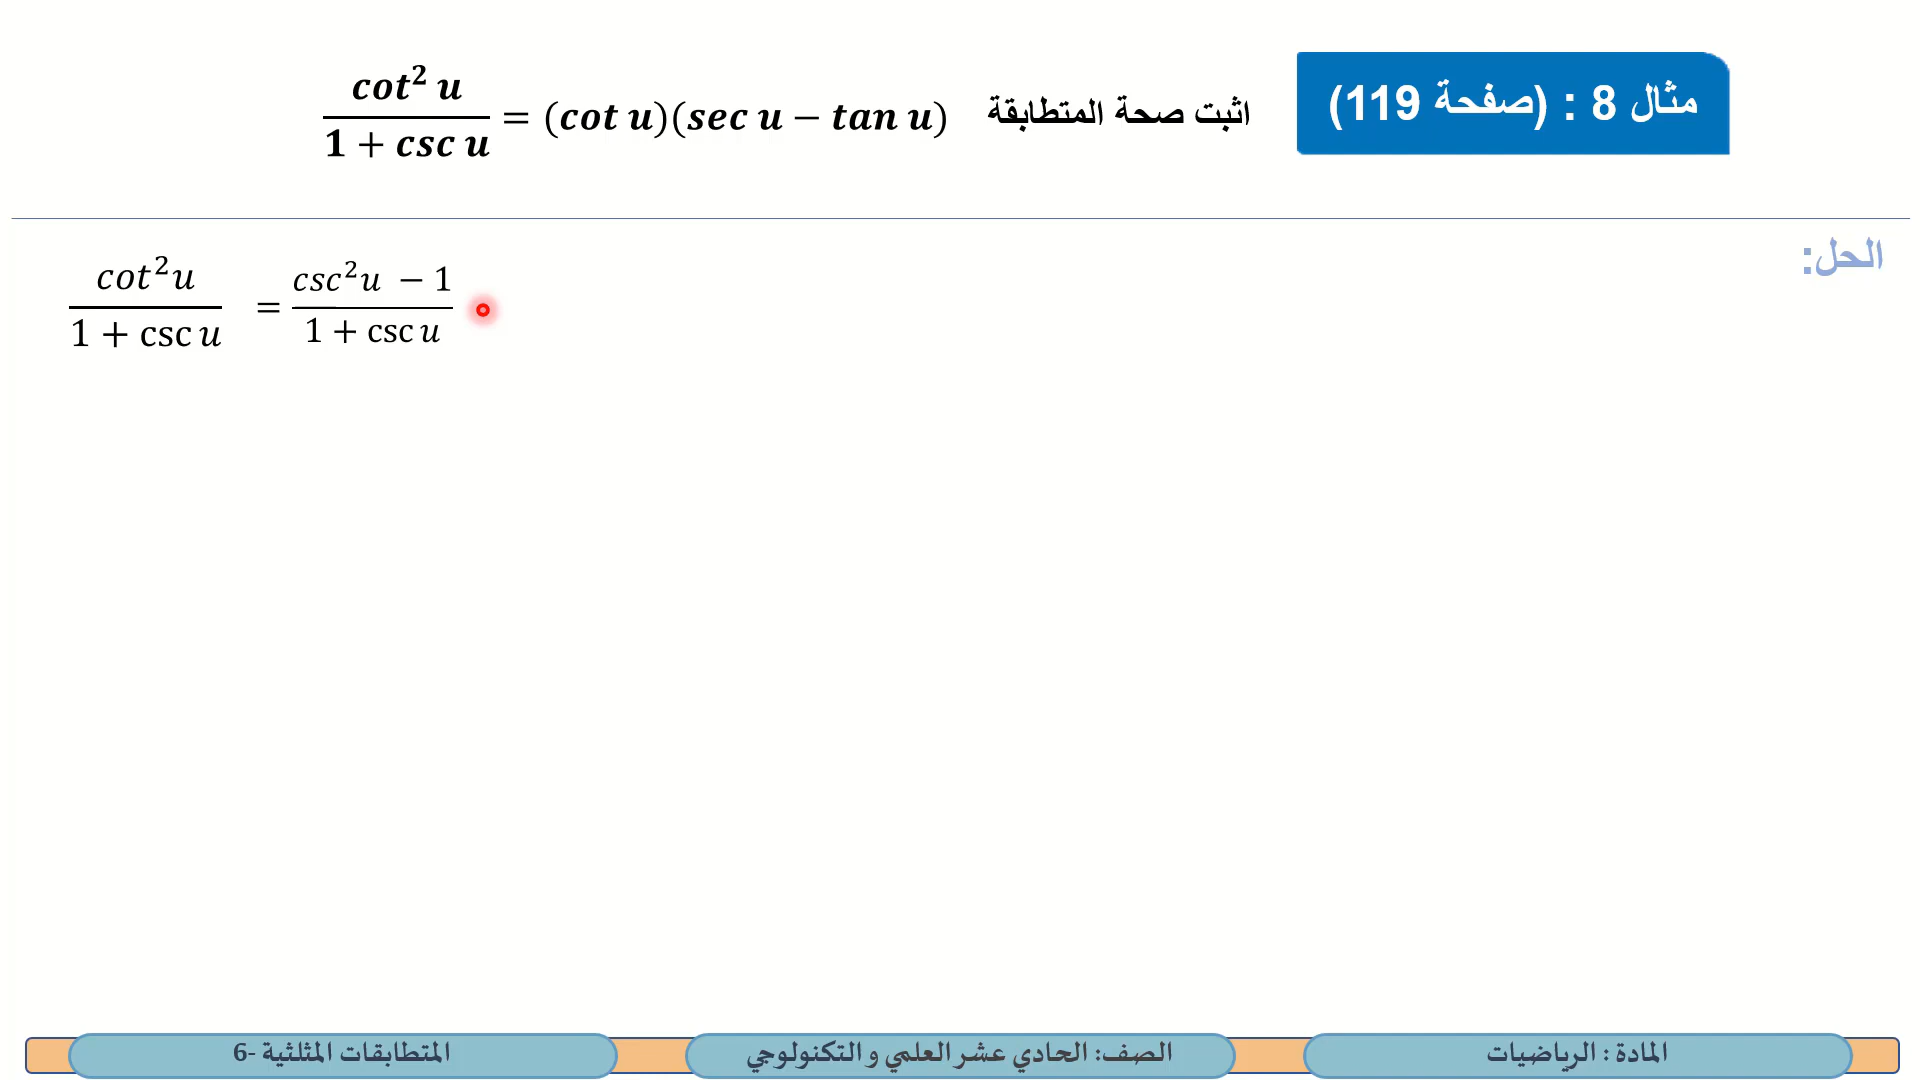 مثال 8 : (صفحة 119)
اثبت صحة المتطابقة cot² u / 1 + csc u = (cot u)(sec u − tan u)
الحل:
cot²u / 1 + csc u = csc²u − 1 / 1 + csc u
المادة : الرياضيات
الصف: الحادي عشر العلمي و التكنولوجي
المتطابقات المثلثية -6